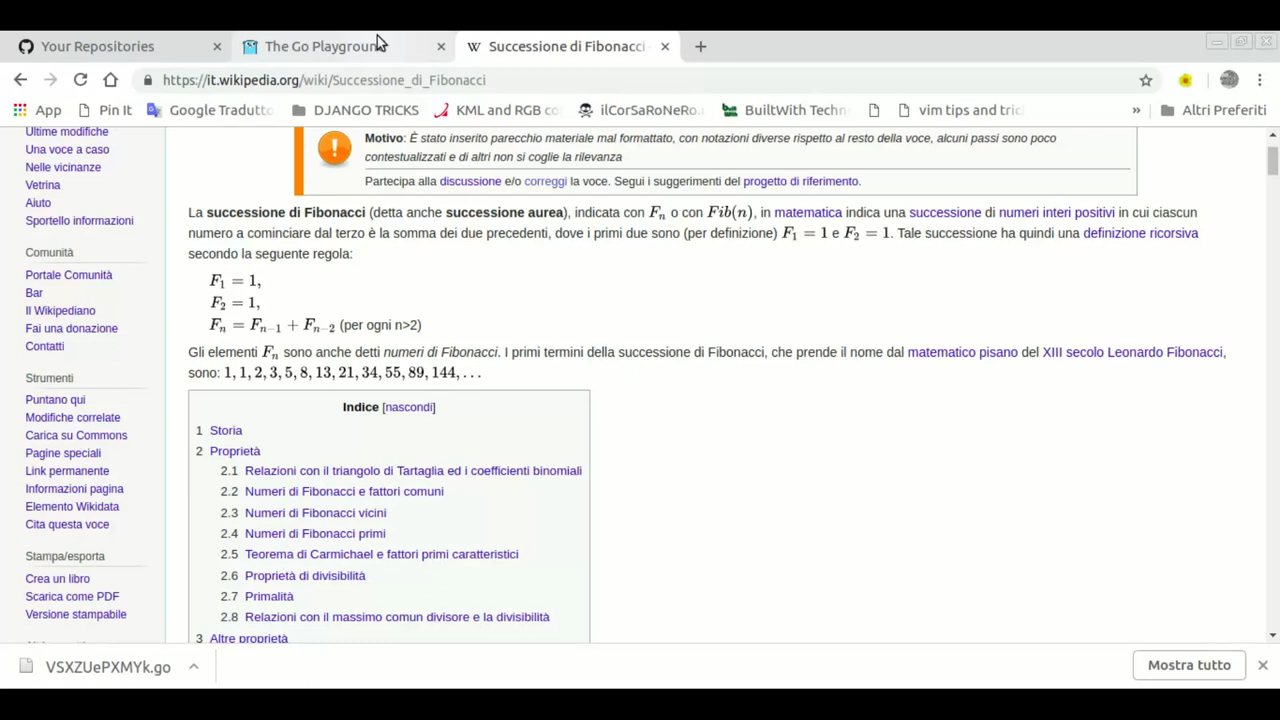 Your Repositories
The Go Playground
Successione di Fibonacci
https://it.wikipedia.org/wiki/Successione_di_Fibonacci
App
Pin It
Google Tradutto
DJANGO TRICKS
KML and RGB co
ilCorSaRoNeRo.
BuiltWith Techn
vim tips and tric
»
Altri Preferiti
Ultime modifiche
Una voce a caso
Nelle vicinanze
Vetrina
Aiuto
Sportello informazioni
Comunità
Portale Comunità
Bar
Il Wikipediano
Fai una donazione
Contatti
Strumenti
Puntano qui
Modifiche correlate
Carica su Commons
Pagine speciali
Link permanente
Informazioni pagina
Elemento Wikidata
Cita questa voce
Stampa/esporta
Crea un libro
Scarica come PDF
Versione stampabile
Motivo: È stato inserito parecchio materiale mal formattato, con notazioni diverse rispetto al resto della voce, alcuni passi sono poco
contestualizzati e di altri non si coglie la rilevanza
Partecipa alla discussione e/o correggi la voce. Segui i suggerimenti del progetto di riferimento.
La successione di Fibonacci (detta anche successione aurea), indicata con Fn o con Fib(n), in matematica indica una successione di numeri interi positivi in cui ciascun
numero a cominciare dal terzo è la somma dei due precedenti, dove i primi due sono (per definizione) F1 = 1 e F2 = 1. Tale successione ha quindi una definizione ricorsiva
secondo la seguente regola:
F1 = 1,
F2 = 1,
Fn = Fn−1 + Fn−2 (per ogni n>2)
Gli elementi Fn sono anche detti numeri di Fibonacci. I primi termini della successione di Fibonacci, che prende il nome dal matematico pisano del XIII secolo Leonardo Fibonacci,
sono: 1, 1, 2, 3, 5, 8, 13, 21, 34, 55, 89, 144, . . .
Indice [nascondi]
1 Storia
2 Proprietà
2.1 Relazioni con il triangolo di Tartaglia ed i coefficienti binomiali
2.2 Numeri di Fibonacci e fattori comuni
2.3 Numeri di Fibonacci vicini
2.4 Numeri di Fibonacci primi
2.5 Teorema di Carmichael e fattori primi caratteristici
2.6 Proprietà di divisibilità
2.7 Primalità
2.8 Relazioni con il massimo comun divisore e la divisibilità
3 Altre proprietà
VSXZUePXMYk.go
Mostra tutto